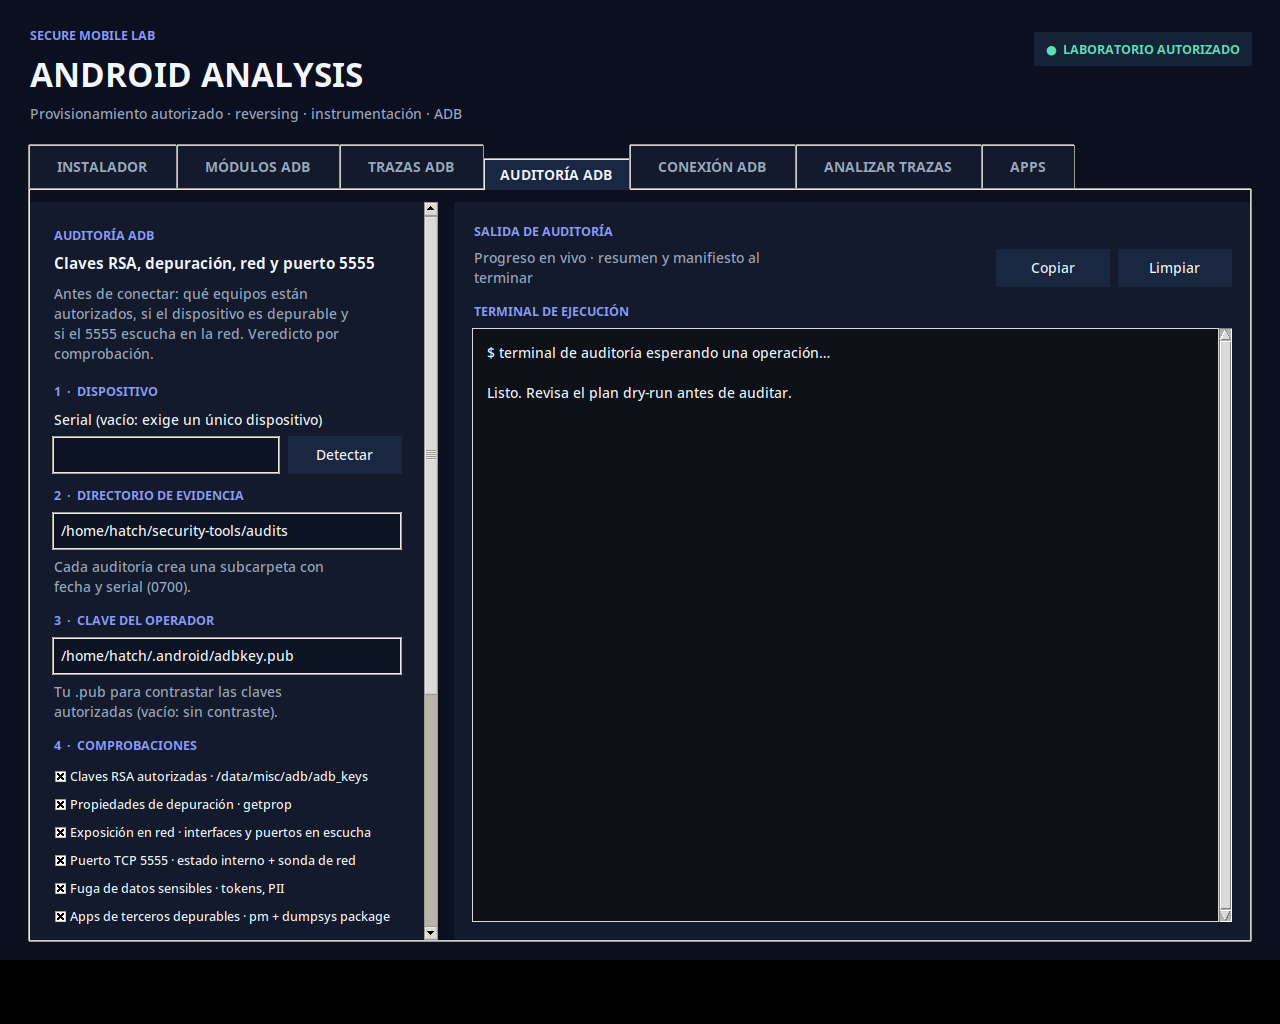 SECURE MOBILE LAB
ANDROID ANALYSIS
Provisionamiento autorizado · reversing · instrumentación · ADB
● LABORATORIO AUTORIZADO
INSTALADOR
MÓDULOS ADB
TRAZAS ADB
AUDITORÍA ADB
CONEXIÓN ADB
ANALIZAR TRAZAS
APPS
AUDITORÍA ADB
Claves RSA, depuración, red y puerto 5555
Antes de conectar: qué equipos están
autorizados, si el dispositivo es depurable y
si el 5555 escucha en la red. Veredicto por
comprobación.
1 · DISPOSITIVO
Serial (vacío: exige un único dispositivo)
Detectar
2 · DIRECTORIO DE EVIDENCIA
/home/hatch/security-tools/audits
Cada auditoría crea una subcarpeta con
fecha y serial (0700).
3 · CLAVE DEL OPERADOR
/home/hatch/.android/adbkey.pub
Tu .pub para contrastar las claves
autorizadas (vacío: sin contraste).
4 · COMPROBACIONES
Claves RSA autorizadas · /data/misc/adb/adb_keys
Propiedades de depuración · getprop
Exposición en red · interfaces y puertos en escucha
Puerto TCP 5555 · estado interno + sonda de red
Fuga de datos sensibles · tokens, PII
Apps de terceros depurables · pm + dumpsys package
SALIDA DE AUDITORÍA
Progreso en vivo · resumen y manifiesto al
terminar
Copiar
Limpiar
TERMINAL DE EJECUCIÓN
$ terminal de auditoría esperando una operación...
Listo. Revisa el plan dry-run antes de auditar.